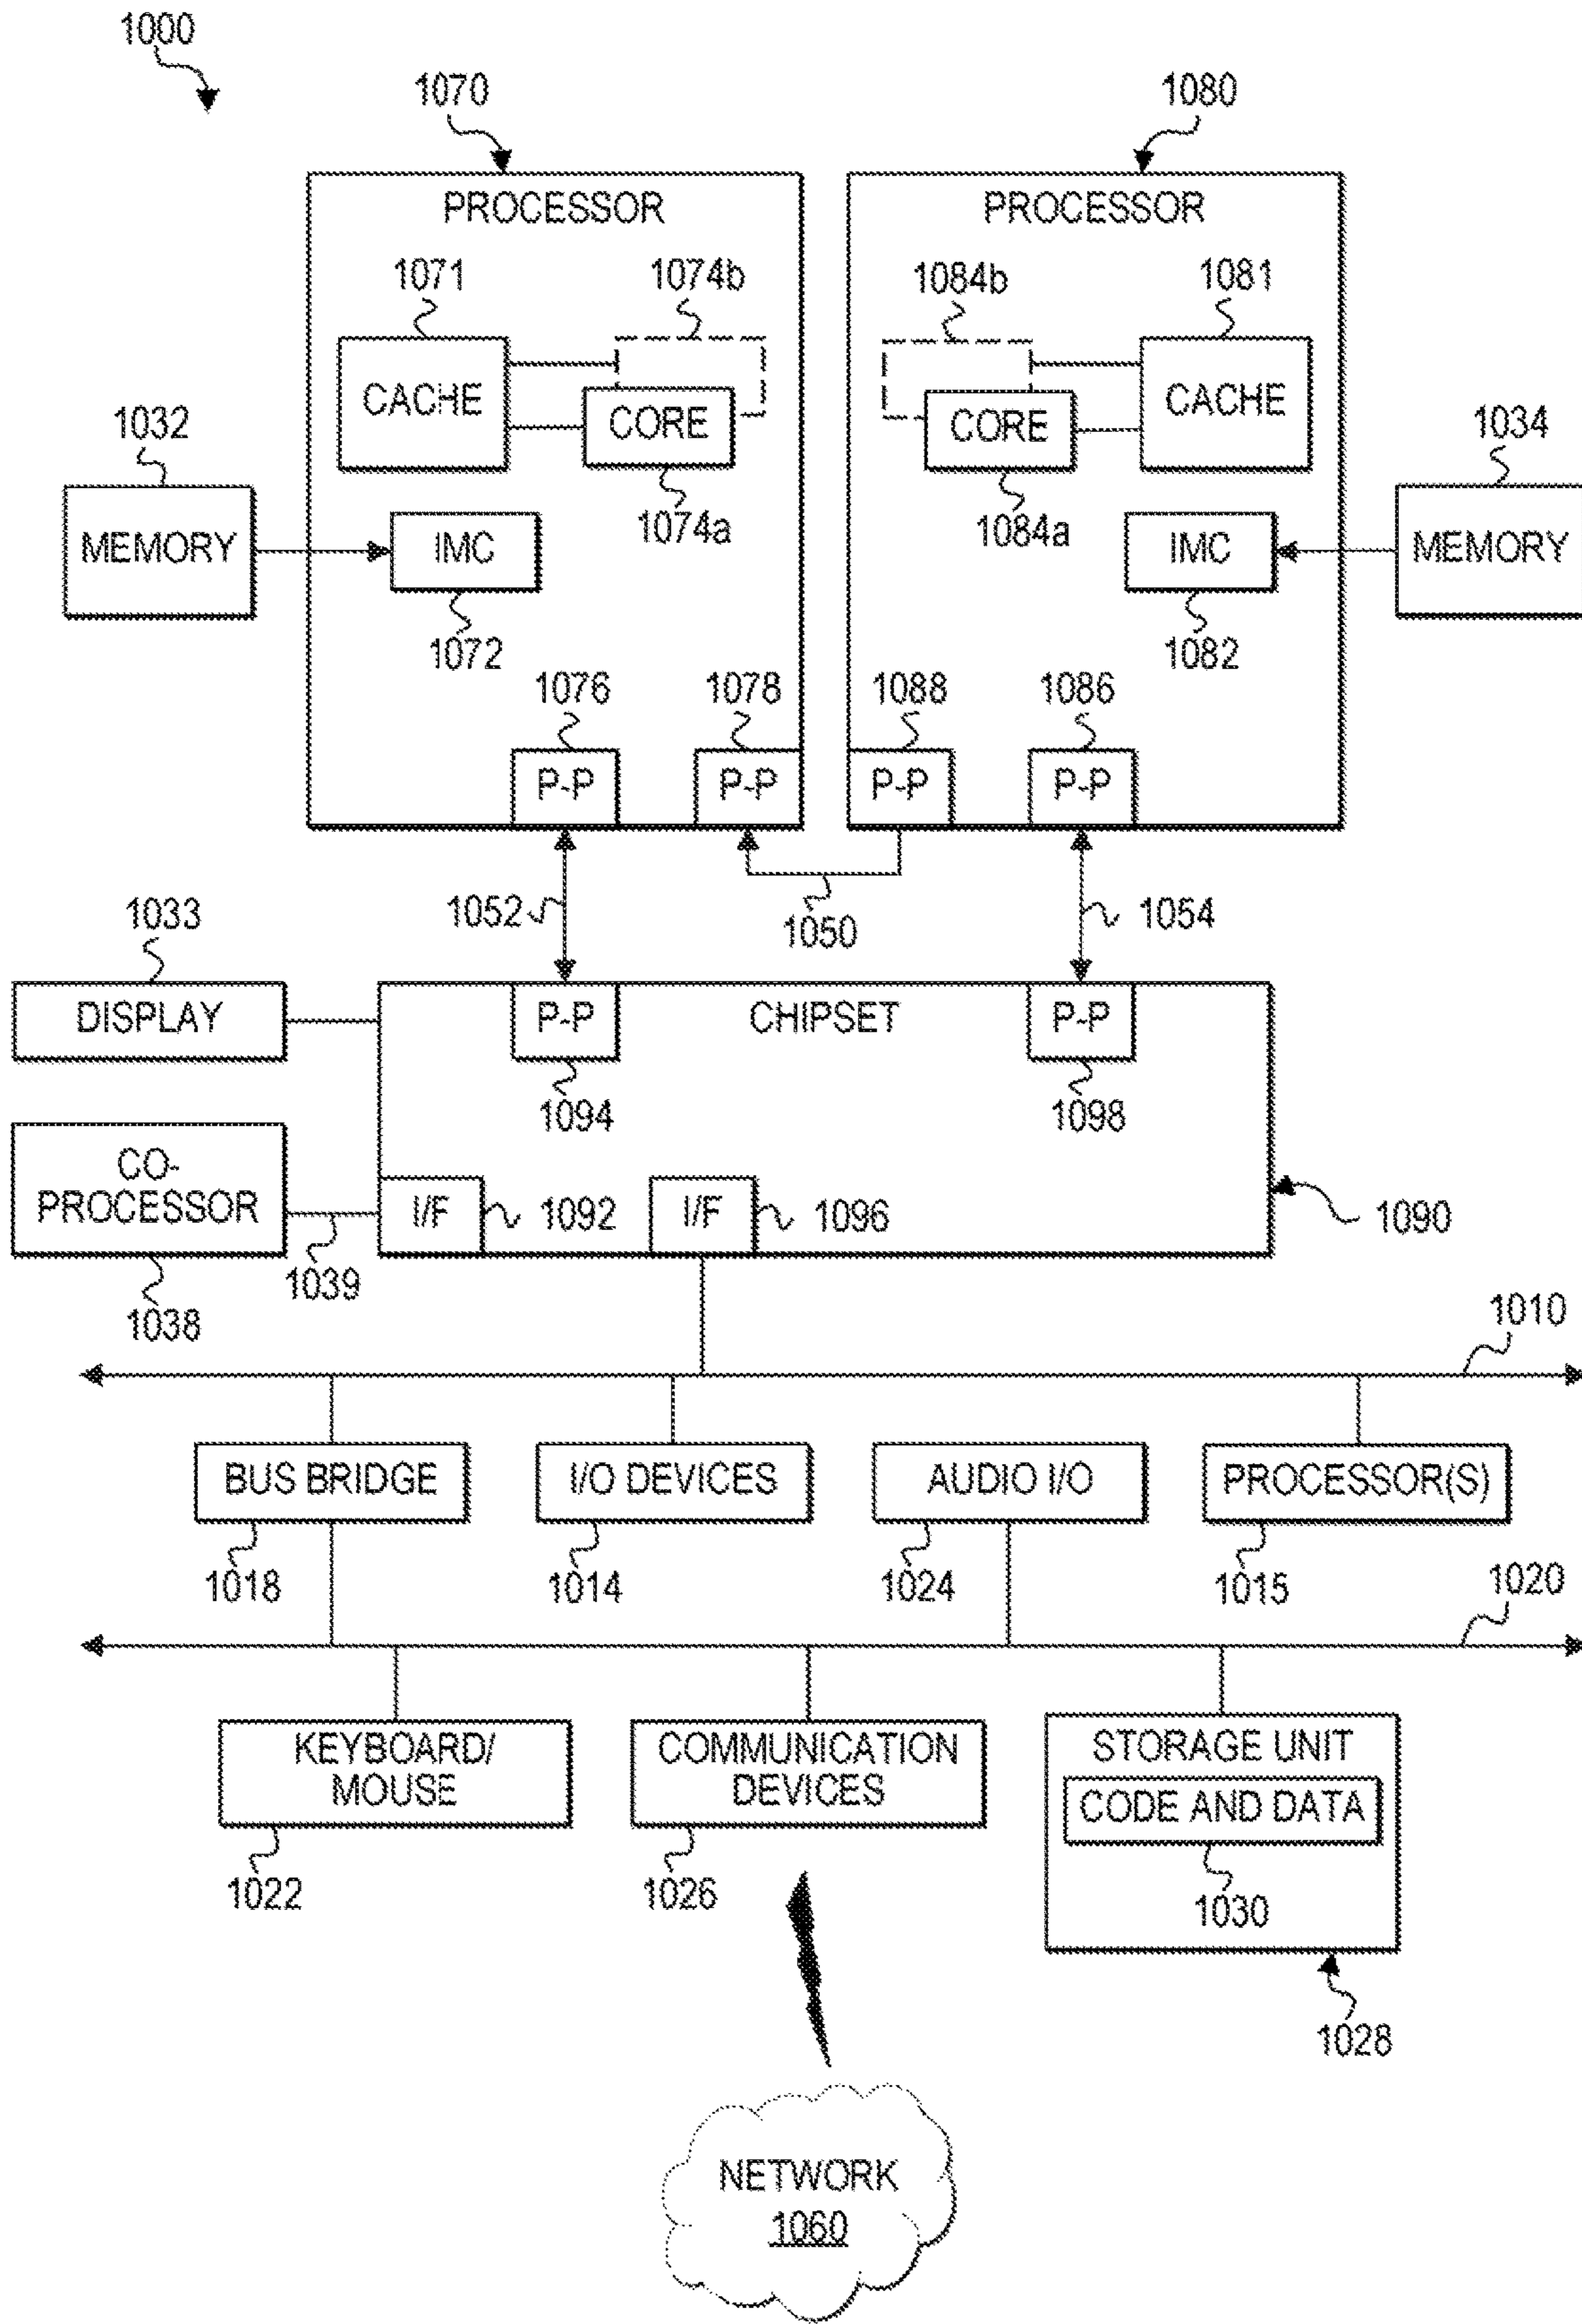 1000
1070
1080
PROCESSOR
PROCESSOR
1071
1074b
1084b
1081
CACHE
CORE
CORE
CACHE
1032
1034
1074a
1084a
MEMORY
IMC
IMC
MEMORY
1072
1082
1076
1078
1088
1086
P-P
P-P
P-P
P-P
1052
1050
1054
1033
DISPLAY
P-P
CHIPSET
P-P
1094
1098
CO-
PROCESSOR
I/F
1092
I/F
1096
1090
1039
1038
1010
BUS BRIDGE
I/O DEVICES
AUDIO I/O
PROCESSOR(S)
1018
1014
1024
1015
1020
KEYBOARD/
MOUSE
COMMUNICATION
DEVICES
STORAGE UNIT
CODE AND DATA
1022
1026
1030
1028
NETWORK
1060